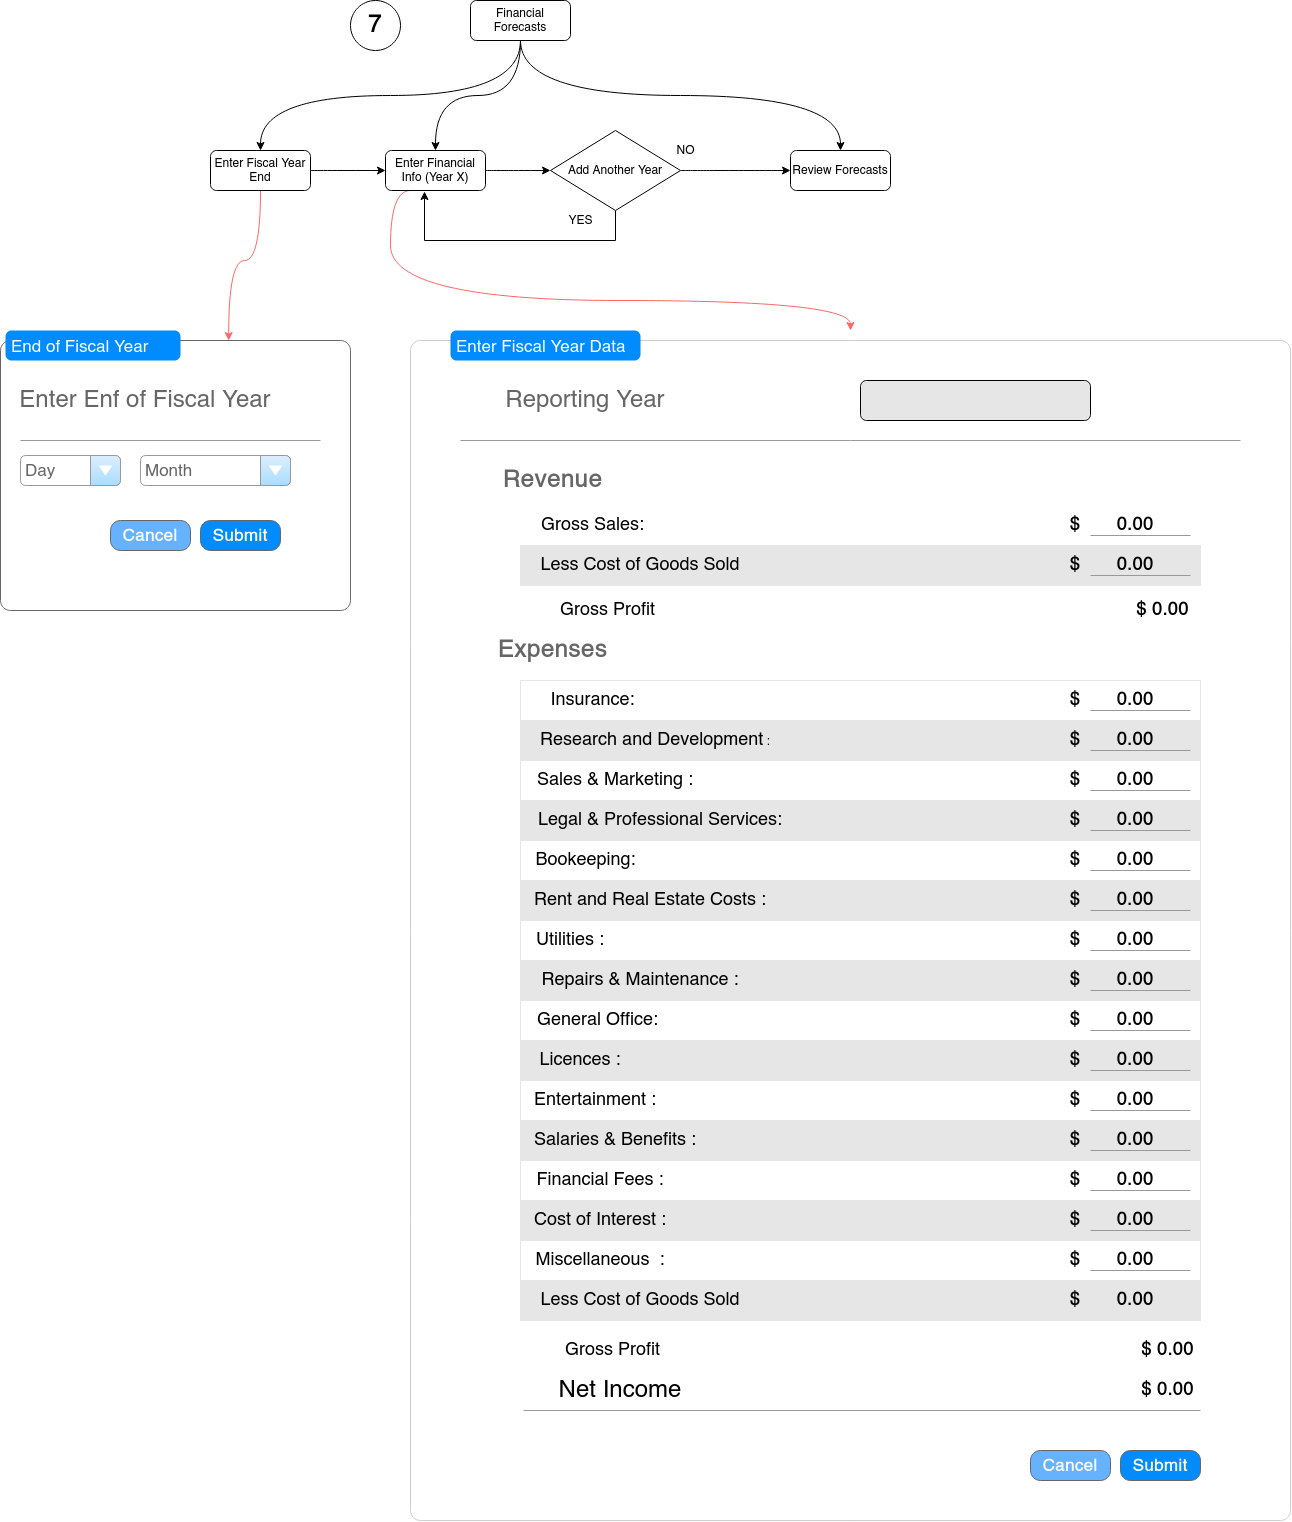 7
Financial
Forecasts
Enter Fiscal Year
End
Enter Financial
Info (Year X)
Add Another Year
NO
YES
Review Forecasts
End of Fiscal Year
Enter Enf of Fiscal Year
Day
Month
Cancel
Submit
Enter Fiscal Year Data
Reporting Year
Revenue
Gross Sales: $ 0.00
Less Cost of Goods Sold $ 0.00
Gross Profit $ 0.00
Expenses
Insurance: $ 0.00
Research and Development : $ 0.00
Sales & Marketing : $ 0.00
Legal & Professional Services: $ 0.00
Bookeeping: $ 0.00
Rent and Real Estate Costs : $ 0.00
Utilities : $ 0.00
Repairs & Maintenance : $ 0.00
General Office: $ 0.00
Licences : $ 0.00
Entertainment : $ 0.00
Salaries & Benefits : $ 0.00
Financial Fees : $ 0.00
Cost of Interest : $ 0.00
Miscellaneous : $ 0.00
Less Cost of Goods Sold $ 0.00
Gross Profit $ 0.00
Net Income $ 0.00
Cancel
Submit